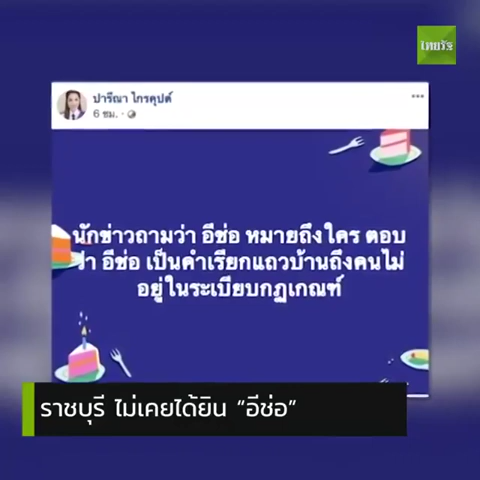 ไทยรัฐ
ปารีณา ไกรคุปต์
6 ชม. ·
นักข่าวถามว่า อีช่อ หมายถึงใคร ตอบ
ว่า อีช่อ เป็นคำเรียกแถวบ้านถึงคนไม่
อยู่ในระเบียบกฎเกณฑ์
ราชบุรี ไม่เคยได้ยิน “อีช่อ”